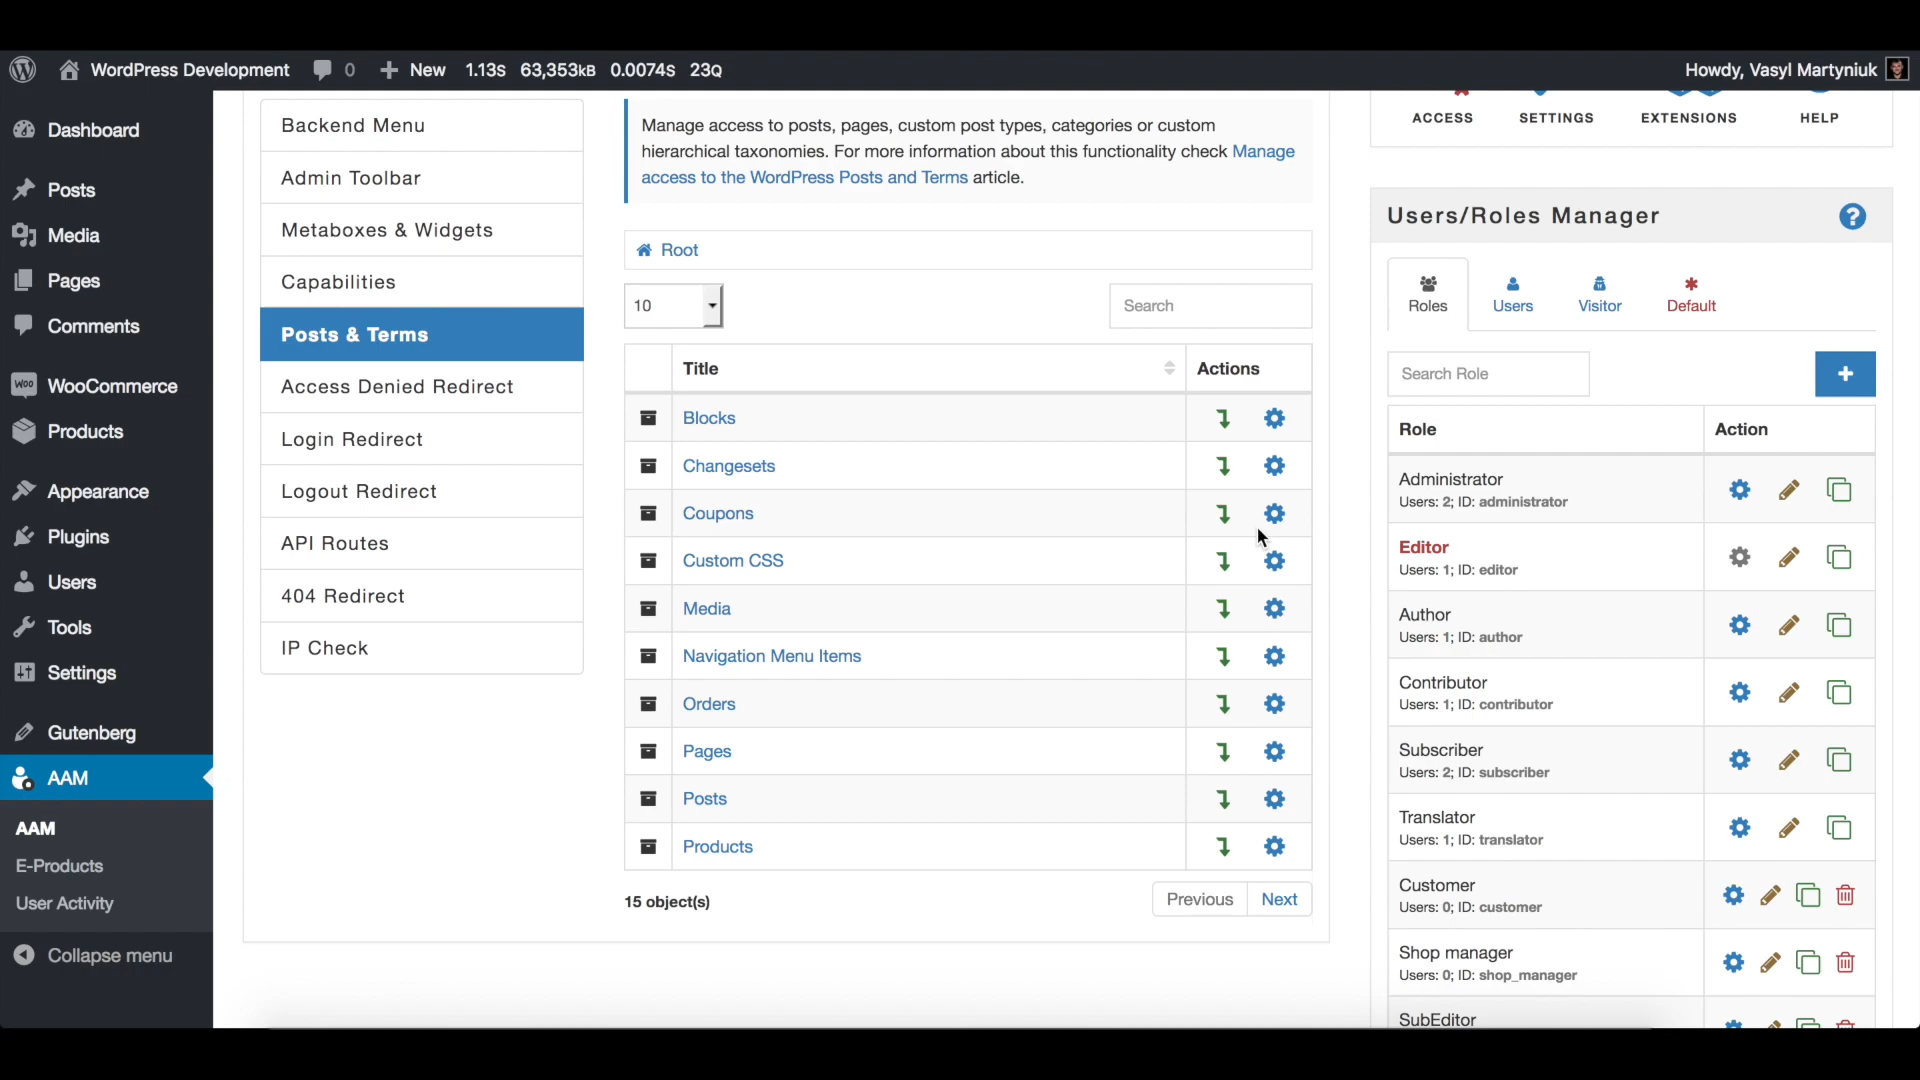 WordPress Development 0 New 1.13s 63,353KB 0.0074s 23Q Howdy, Vasyl Martyniuk
Dashboard
Posts
Media
Pages
Comments
Woo WooCommerce
Products
Appearance
Plugins
Users
Tools
Settings
Gutenberg
AAM
AAM
E-Products
User Activity
Collapse menu
Backend Menu
Admin Toolbar
Metaboxes & Widgets
Capabilities
Posts & Terms
Access Denied Redirect
Login Redirect
Logout Redirect
API Routes
404 Redirect
IP Check
Manage access to posts, pages, custom post types, categories or custom
hierarchical taxonomies. For more information about this functionality check Manage
access to the WordPress Posts and Terms article.
Root
10 Search
Title Actions
Blocks
Changesets
Coupons
Custom CSS
Media
Navigation Menu Items
Orders
Pages
Posts
Products
15 object(s) Previous Next
ACCESS SETTINGS EXTENSIONS HELP
Users/Roles Manager ?
Roles Users Visitor Default
Search Role +
Role Action
Administrator
Users: 2; ID: administrator
Editor
Users: 1; ID: editor
Author
Users: 1; ID: author
Contributor
Users: 1; ID: contributor
Subscriber
Users: 2; ID: subscriber
Translator
Users: 1; ID: translator
Customer
Users: 0; ID: customer
Shop manager
Users: 0; ID: shop_manager
SubEditor